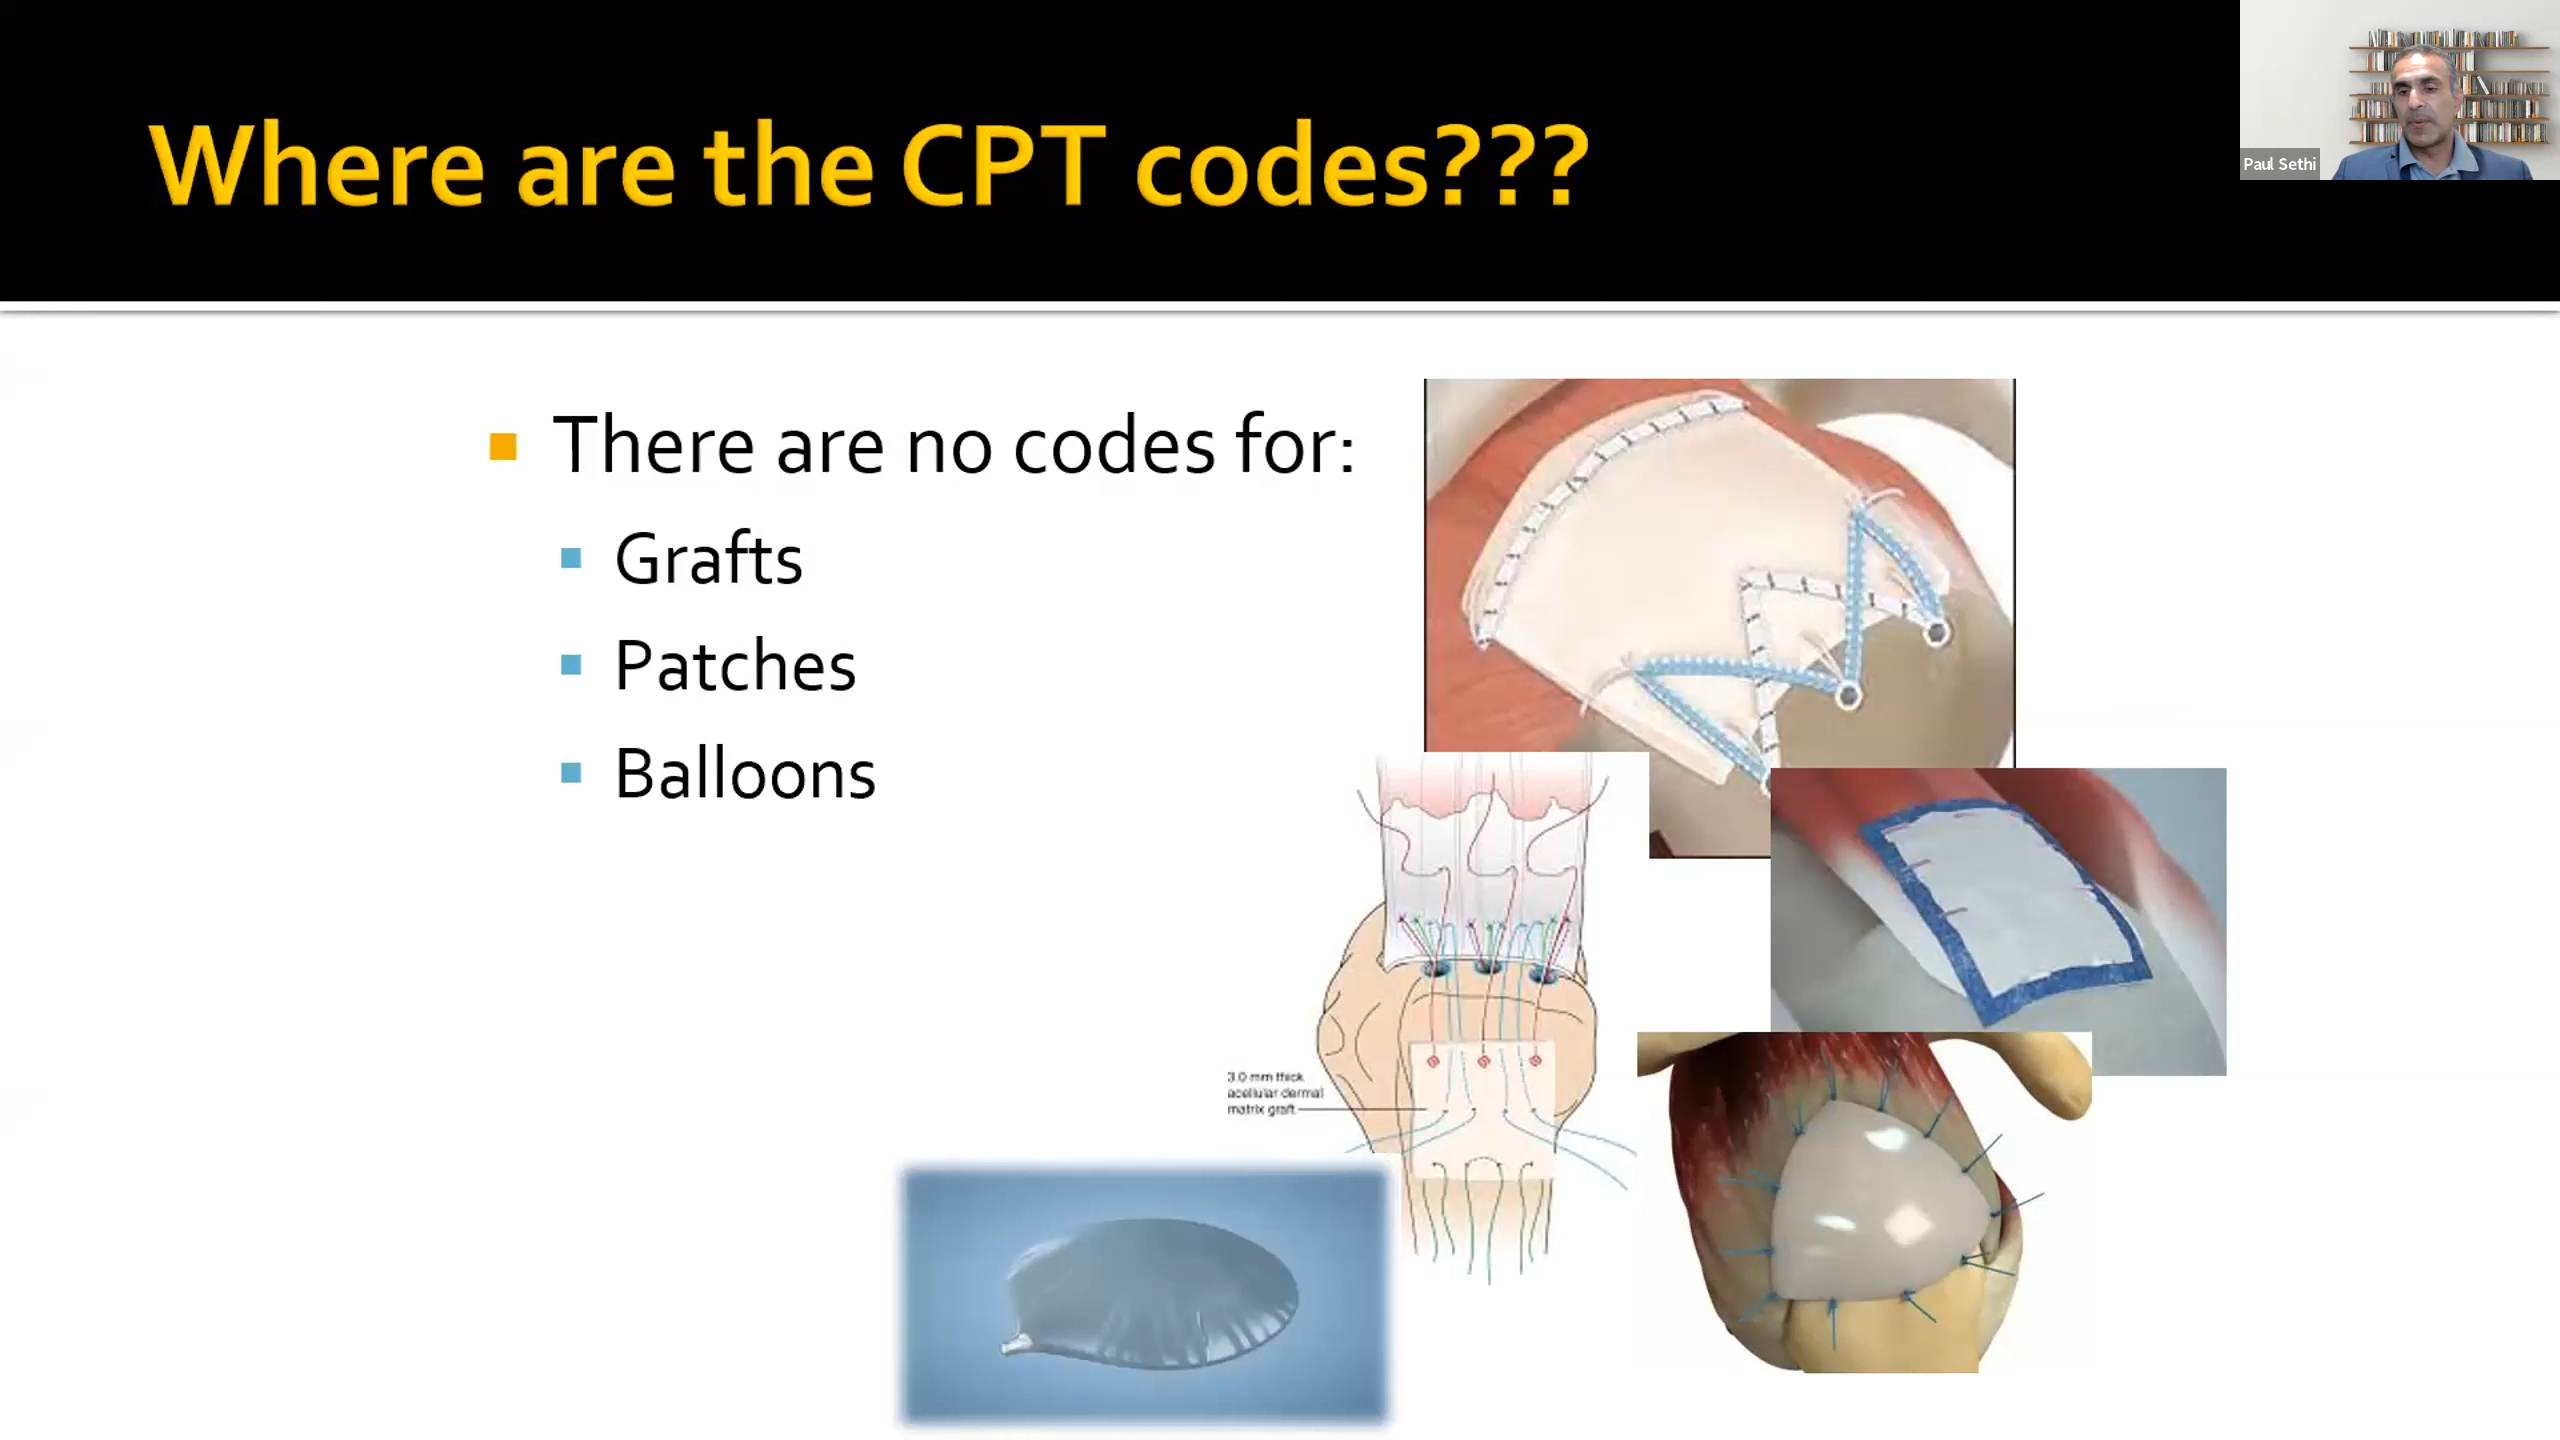 Where are the CPT codes???
Paul Sethi
There are no codes for:
Grafts
Patches
Balloons
3.0 mm thick
acellular dermal
matrix graft